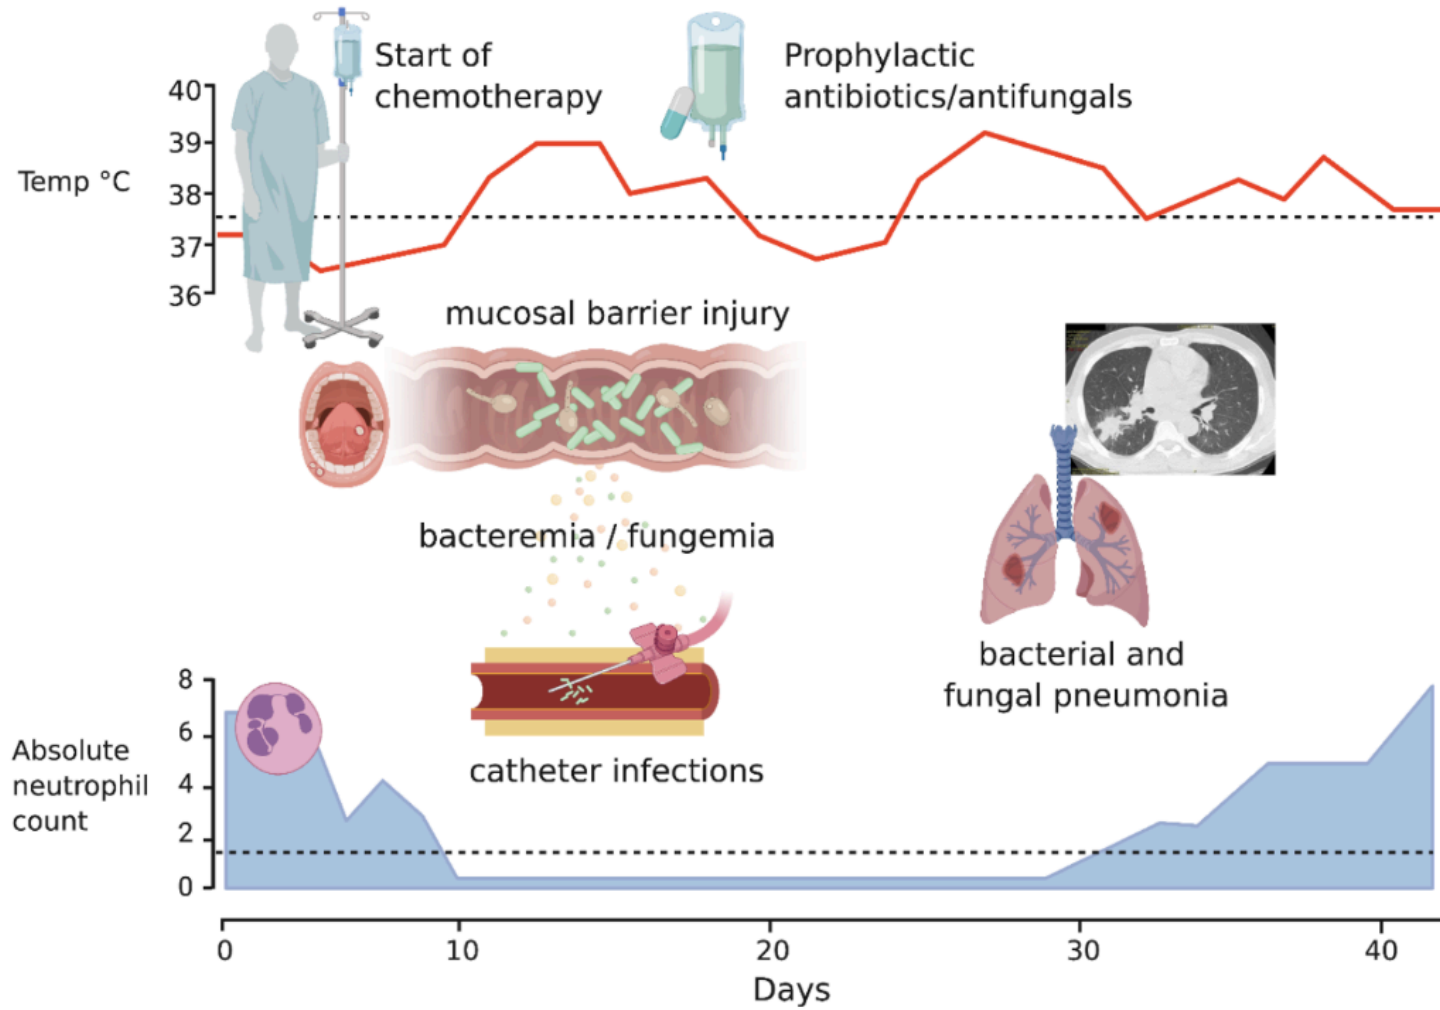 Start of
chemotherapy
Prophylactic
antibiotics/antifungals
Temp °C
40
39
38
37
36
mucosal barrier injury
bacteremia / fungemia
catheter infections
bacterial and
fungal pneumonia
Absolute
neutrophil
count
8
6
4
2
0
0
10
20
30
40
Days